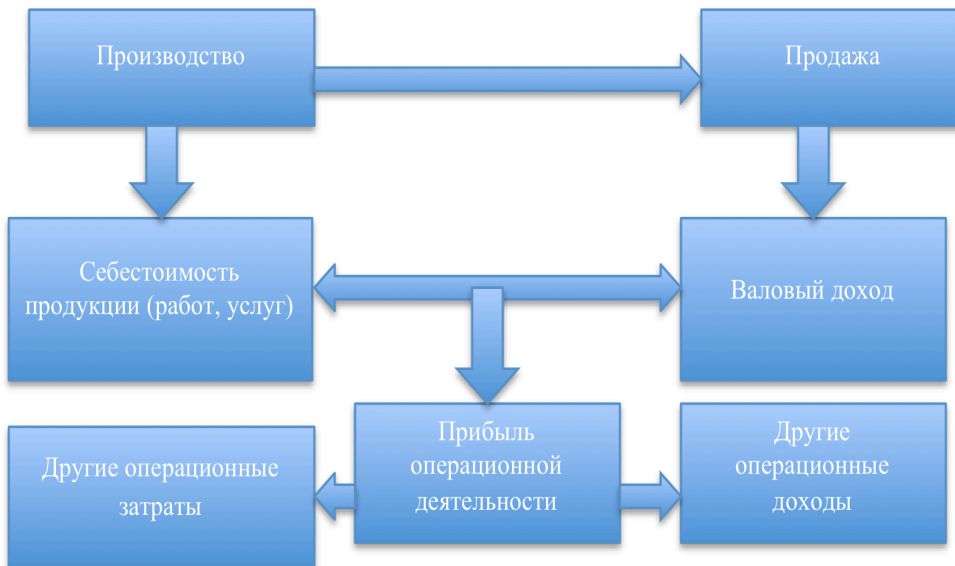 Производство
Продажа
Себестоимость
продукции (работ, услуг)
Валовый доход
Другие операционные
затраты
Прибыль
операционной
деятельности
Другие
операционные
доходы